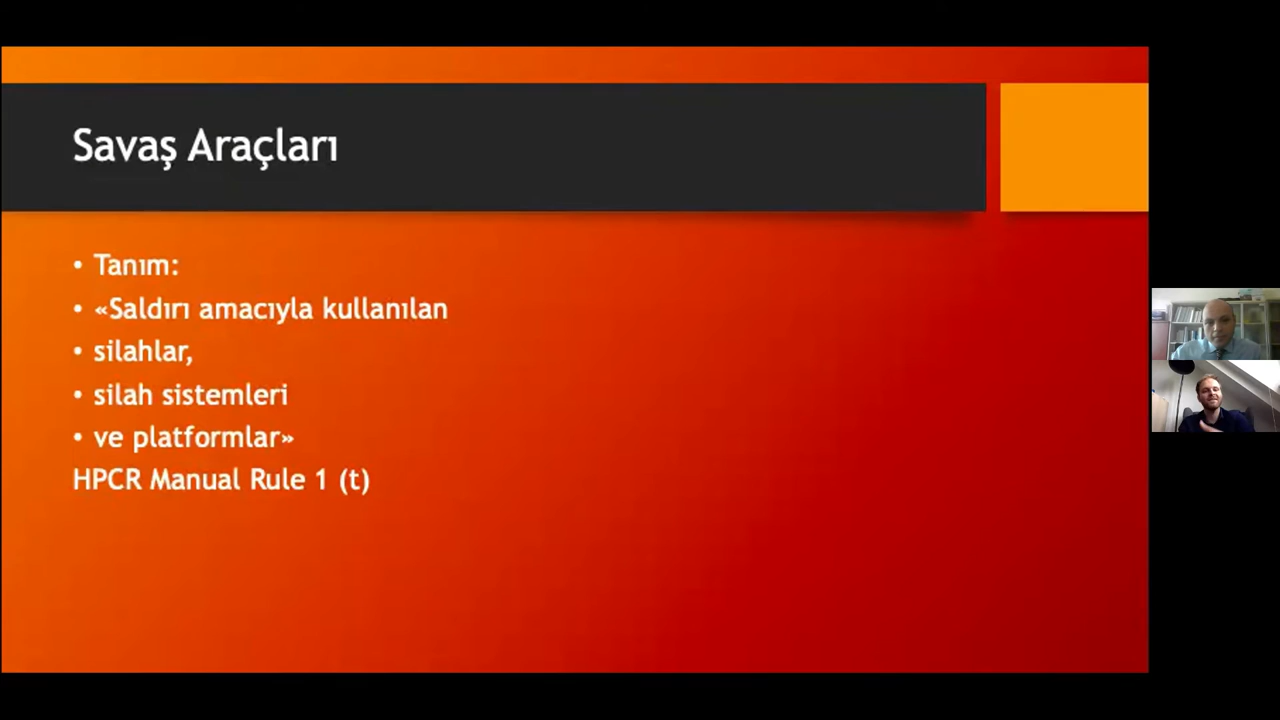 Savaş Araçları
• Tanım:
• «Saldırı amacıyla kullanılan
• silahlar,
• silah sistemleri
• ve platformlar»
HPCR Manual Rule 1 (t)